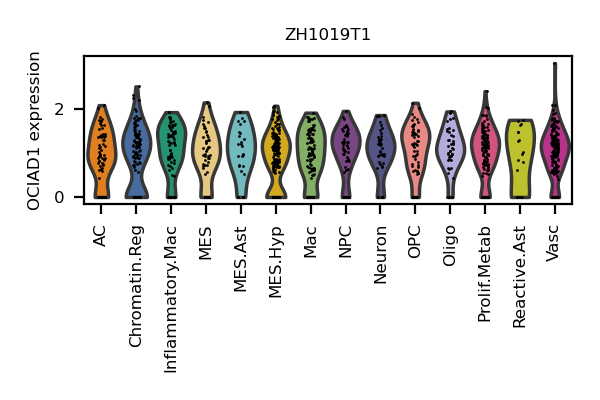 ZH1019T1
OCIAD1 expression
2
0
AC
Chromatin.Reg
Inflammatory.Mac
MES
MES.Ast
MES.Hyp
Mac
NPC
Neuron
OPC
Oligo
Prolif.Metab
Reactive.Ast
Vasc